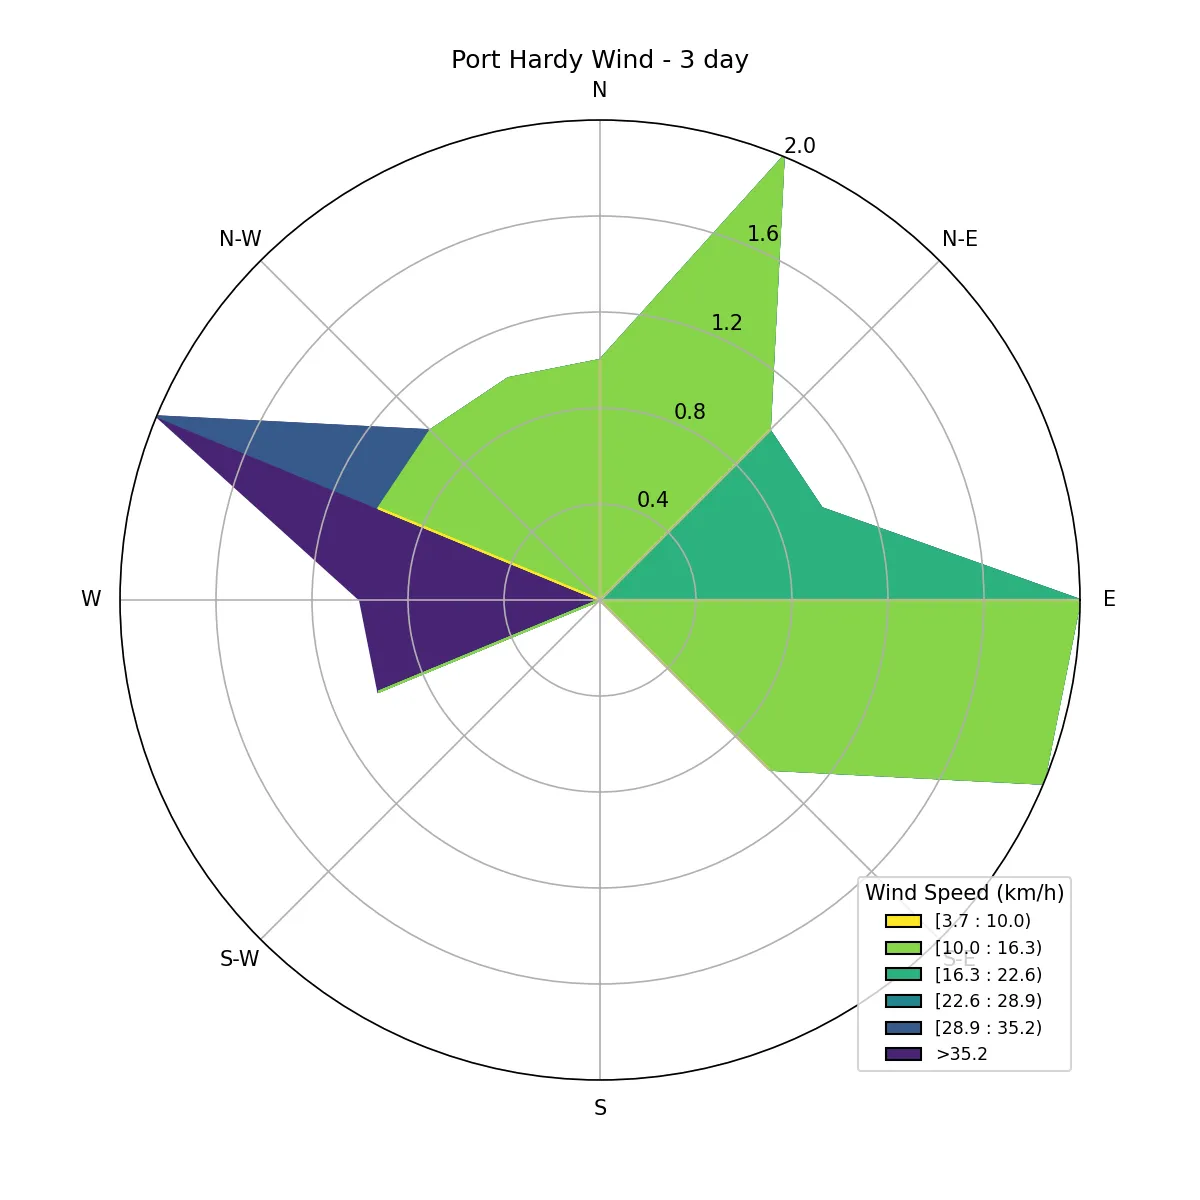 Port Hardy Wind - 3 day
N
2.0
N-W
1.6
N-E
1.2
0.8
0.4
W
E
Wind Speed (km/h)
[3.7 : 10.0)
[10.0 : 16.3)
S-W
S-E
[16.3 : 22.6)
[22.6 : 28.9)
[28.9 : 35.2)
>35.2
S